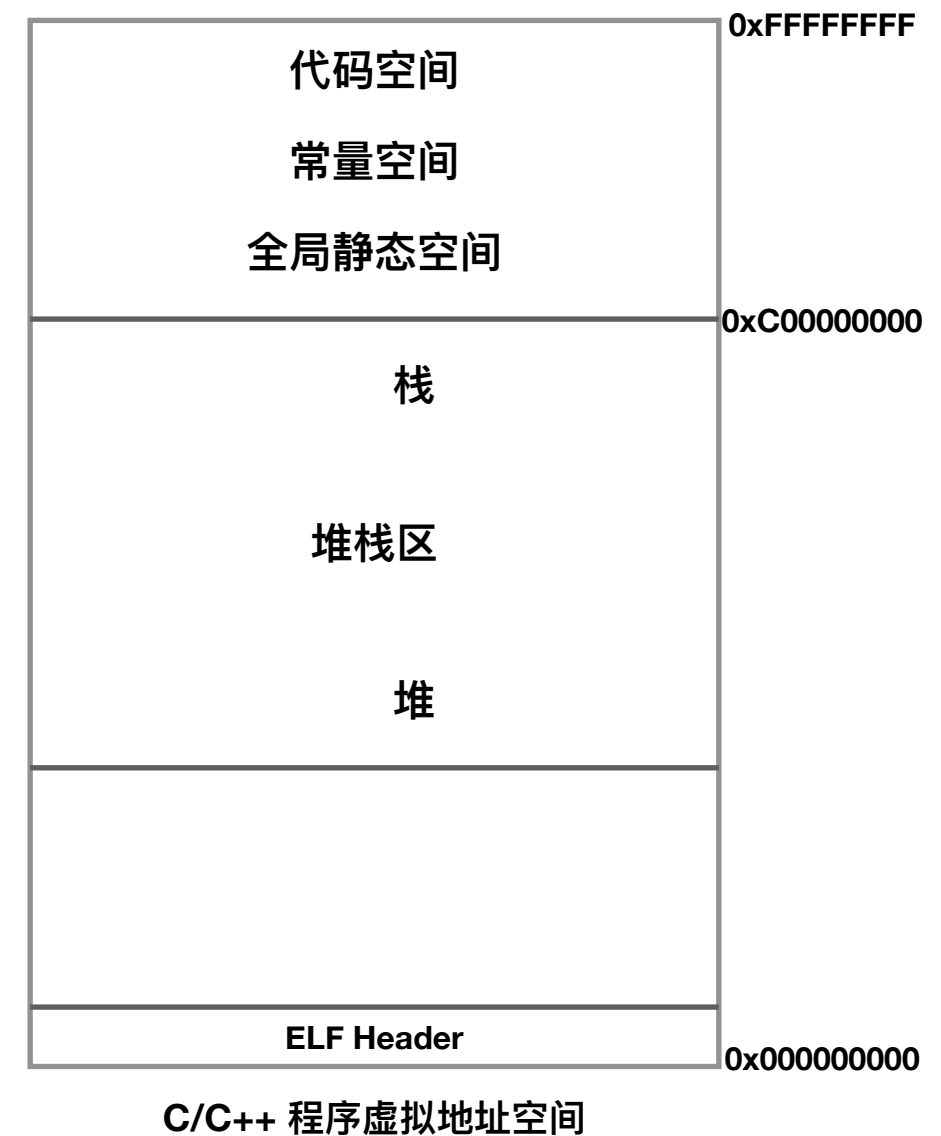 0xFFFFFFFF
代码空间
常量空间
全局静态空间
0xC00000000
栈
堆栈区
堆
ELF Header
0x000000000
C/C++ 程序虚拟地址空间